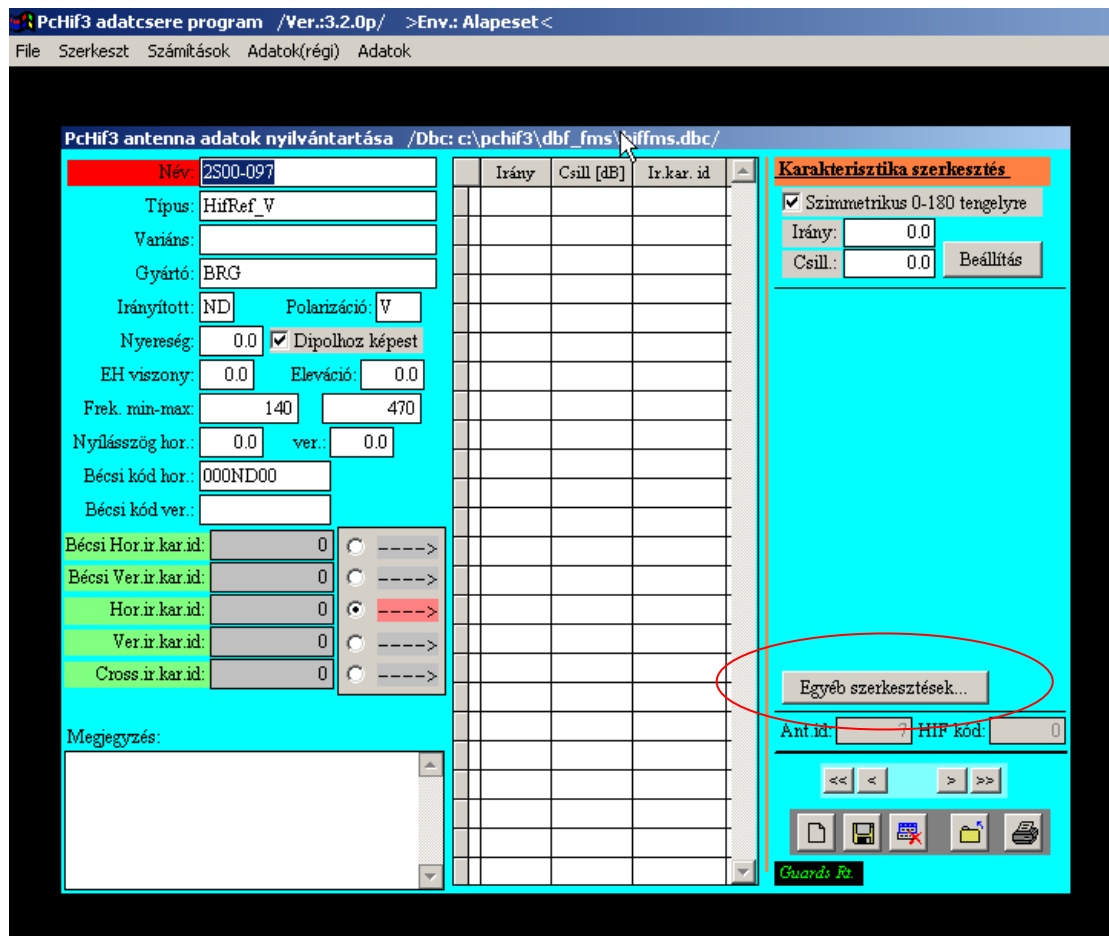 PcHif3 adatcsere program /Ver.:3.2.0p/ >Env.: Alapeset<
File Szerkeszt Számítások Adatok(régi) Adatok
PcHif3 antenna adatok nyilvántartása /Dbc: c:\pchif3\dbf_fms\hiffms.dbc/
Név: 2S00-097
Típus: HifRef_V
Variáns:
Gyártó: BRG
Irányított: ND Polarizáció: V
Nyereség: 0.0 Dipolhoz képest
EH viszony: 0.0 Eleváció: 0.0
Frek. min-max: 140 470
Nyílásszög hor.: 0.0 ver.: 0.0
Bécsi kód hor.: 000ND00
Bécsi kód ver.:
Bécsi Hor.ir.kar.id: 0 ---->
Bécsi Ver.ir.kar.id: 0 ---->
Hor.ir.kar.id: 0 ---->
Ver.ir.kar.id: 0 ---->
Cross.ir.kar.id: 0 ---->
Megjegyzés:
Irány Csill [dB] Ir.kar. id
Karakterisztika szerkesztés
Szimmetrikus 0-180 tengelyre
Irány: 0.0
Csill.: 0.0 Beállítás
Egyéb szerkesztések...
Ant.id: 7 HIF kód: 0
<< < > >>
Guards Rt.